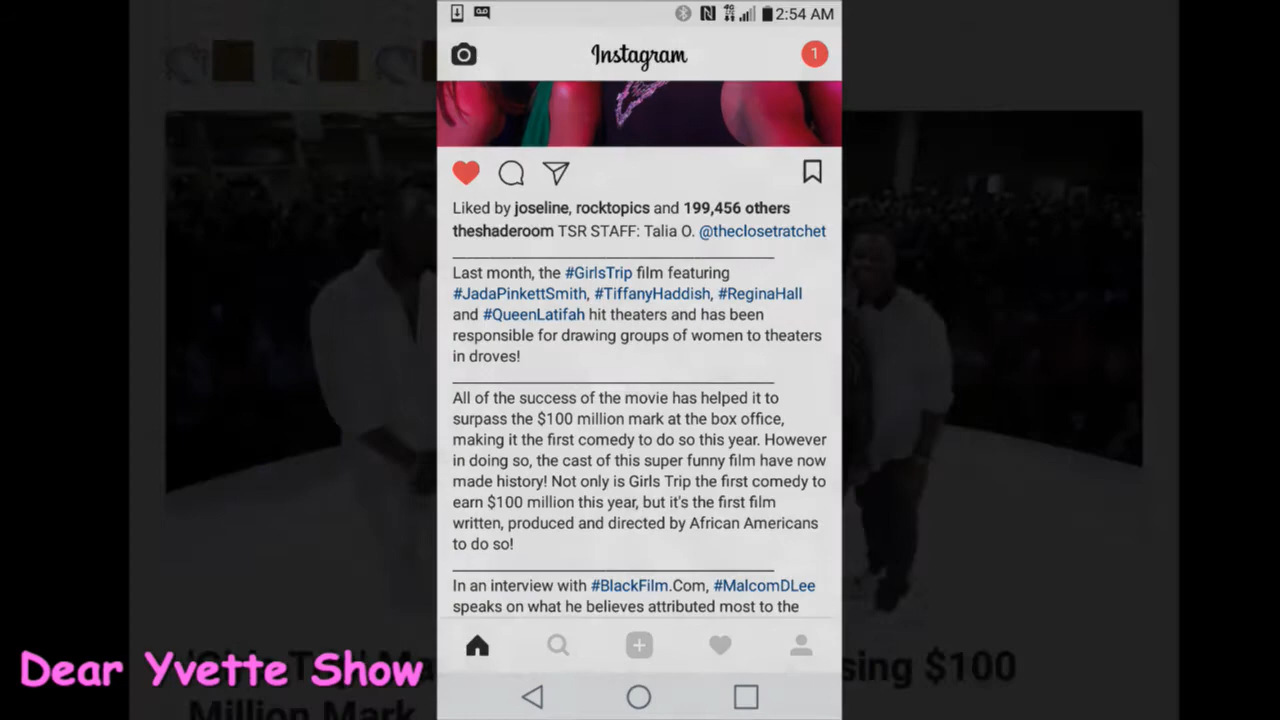 2:54 AM
Instagram
1
Liked by joseline, rocktopics and 199,456 others
theshaderoom TSR STAFF: Talia O. @theclosetratchet
Last month, the #GirlsTrip film featuring
#JadaPinkettSmith, #TiffanyHaddish, #ReginaHall
and #QueenLatifah hit theaters and has been
responsible for drawing groups of women to theaters
in droves!
All of the success of the movie has helped it to
surpass the $100 million mark at the box office,
making it the first comedy to do so this year. However
in doing so, the cast of this super funny film have now
made history! Not only is Girls Trip the first comedy to
earn $100 million this year, but it's the first film
written, produced and directed by African Americans
to do so!
In an interview with #BlackFilm.Com, #MalcomDLee
speaks on what he believes attributed most to the
Dear Yvette Show
sing $100
Million Mark